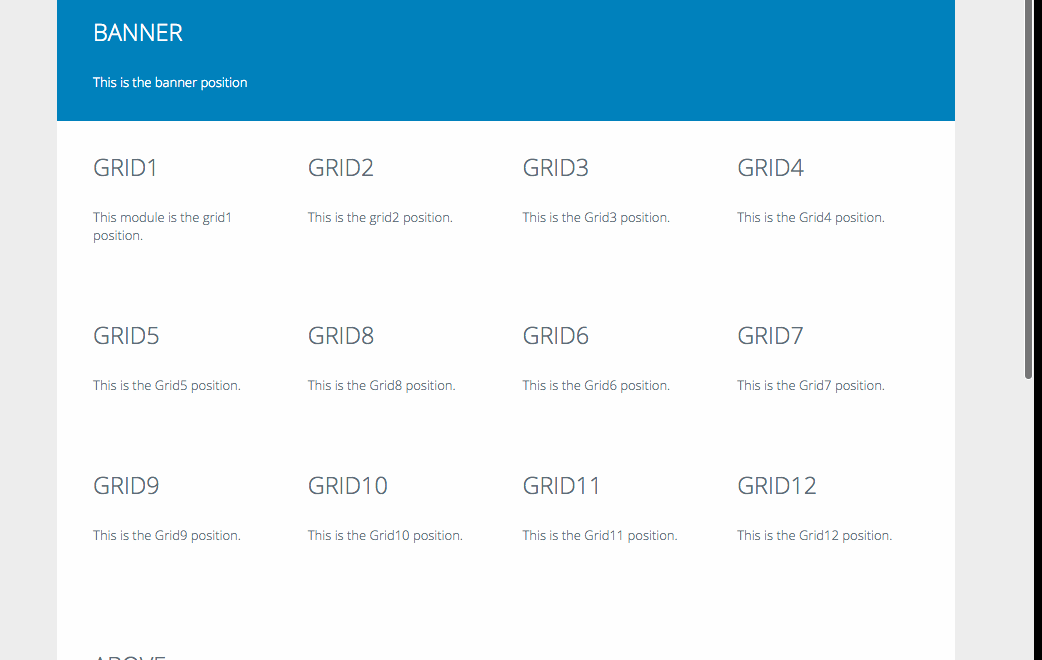 BANNER
This is the banner position
GRID1
This module is the grid1
position.
GRID2
This is the grid2 position.
GRID3
This is the Grid3 position.
GRID4
This is the Grid4 position.
GRID5
This is the Grid5 position.
GRID8
This is the Grid8 position.
GRID6
This is the Grid6 position.
GRID7
This is the Grid7 position.
GRID9
This is the Grid9 position.
GRID10
This is the Grid10 position.
GRID11
This is the Grid11 position.
GRID12
This is the Grid12 position.
ABOVE